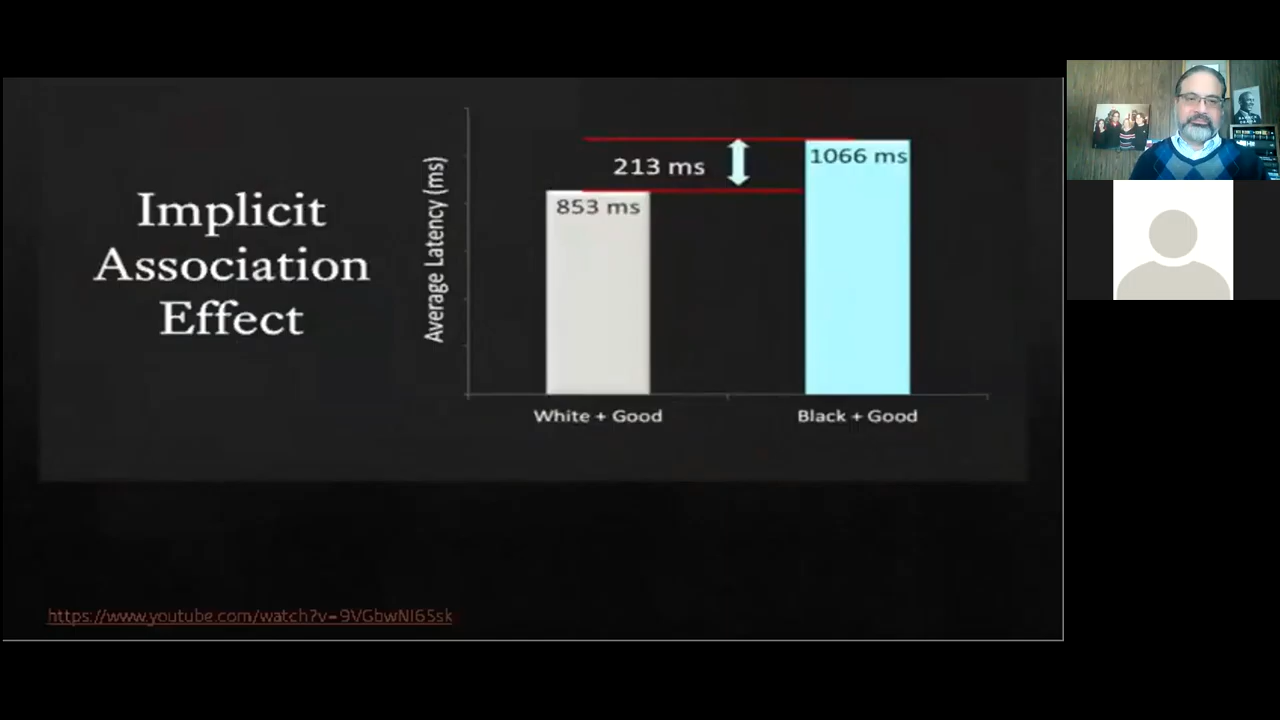 Implicit
Association
Effect
Average Latency (ms)
213 ms
853 ms
1066 ms
White + Good
Black + Good
https://www.youtube.com/watch?v=9VGbwNI65sk